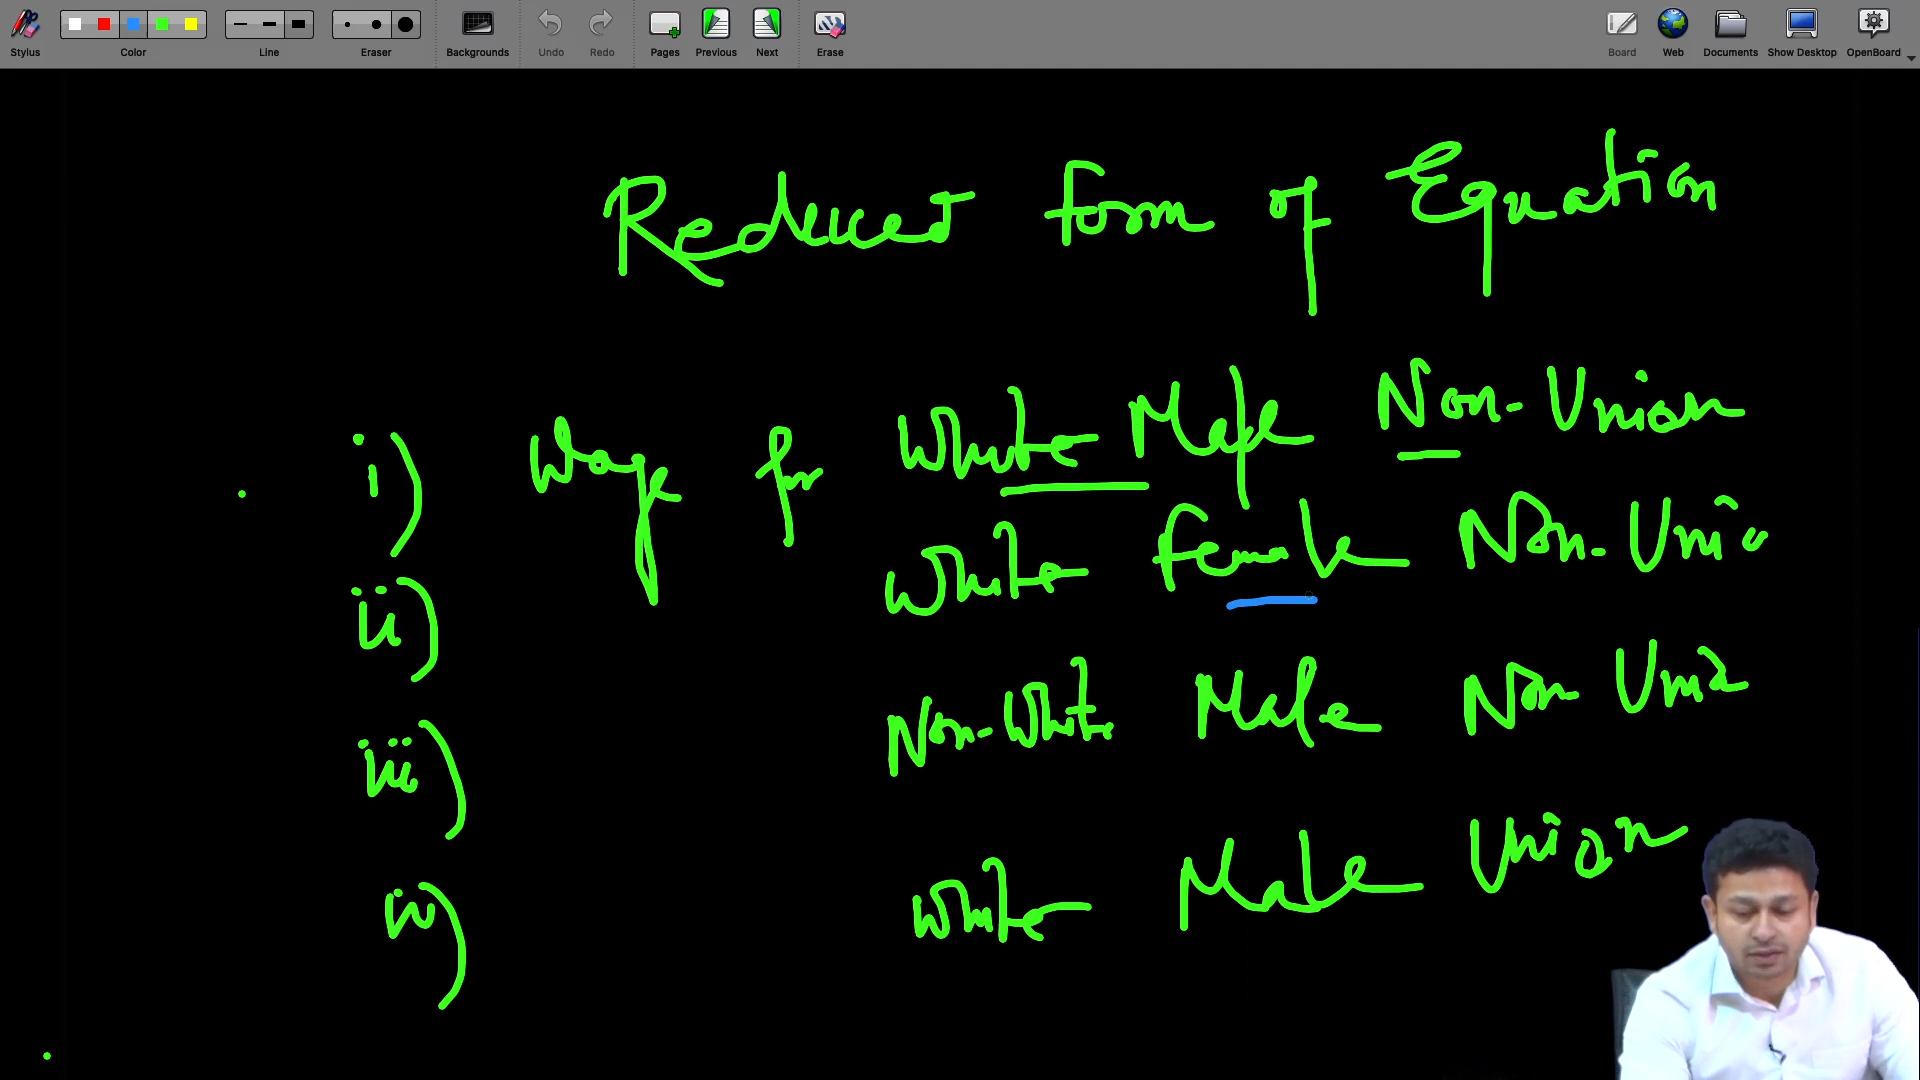 Stylus Color Line Eraser Backgrounds Undo Redo Pages Previous Next Erase Board Web Documents Show Desktop OpenBoard
Reduced form of Equation
i) Wage for White Male Non-Union
ii) White female Non-Unio
iii) Non-White Male Non Unio
iv) White Male Union